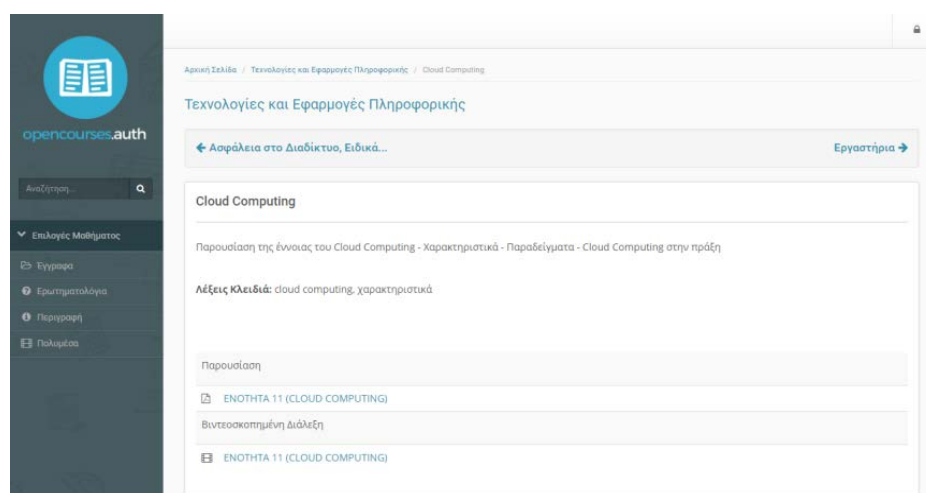 opencourses.auth
Αναζήτηση...
Επιλογές Μαθήματος
Έγγραφα
Ερωτηματολόγια
Περιγραφή
Πολυμέσα
Αρχική Σελίδα / Τεχνολογίες και Εφαρμογές Πληροφορικής / Cloud Computing
Τεχνολογίες και Εφαρμογές Πληροφορικής
Ασφάλεια στο Διαδίκτυο, Ειδικά...
Εργαστήρια
Cloud Computing
Παρουσίαση της έννοιας του Cloud Computing - Χαρακτηριστικά - Παραδείγματα - Cloud Computing στην πράξη
Λέξεις Κλειδιά: cloud computing, χαρακτηριστικά
Παρουσίαση
ΕΝΟΤΗΤΑ 11 (CLOUD COMPUTING)
Βιντεοσκοπημένη Διάλεξη
ΕΝΟΤΗΤΑ 11 (CLOUD COMPUTING)